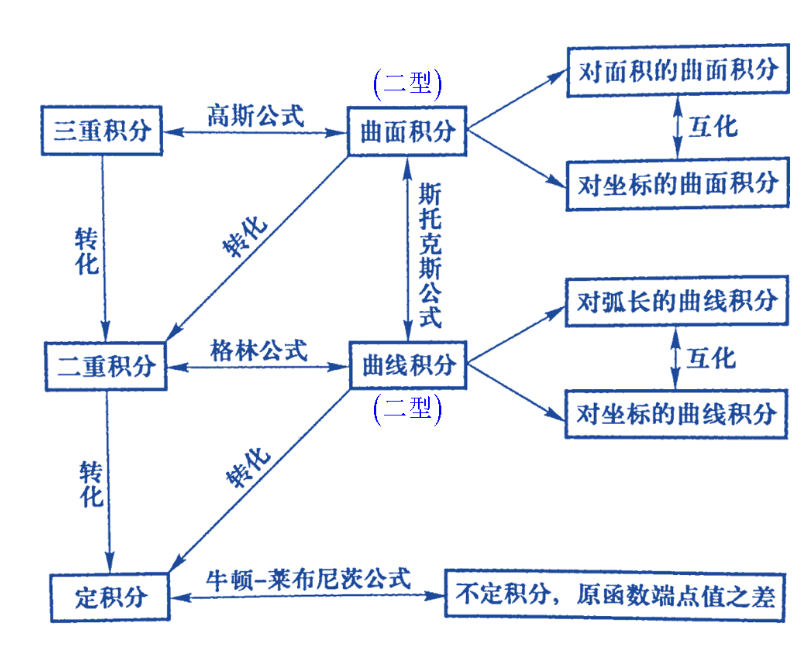 (二型)
对面积的曲面积分
三重积分
高斯公式
曲面积分
互化
对坐标的曲面积分
转化
转化
斯托克斯公式
对弧长的曲线积分
二重积分
格林公式
曲线积分
互化
(二型)
对坐标的曲线积分
转化
转化
定积分
牛顿-莱布尼茨公式
不定积分，原函数端点值之差